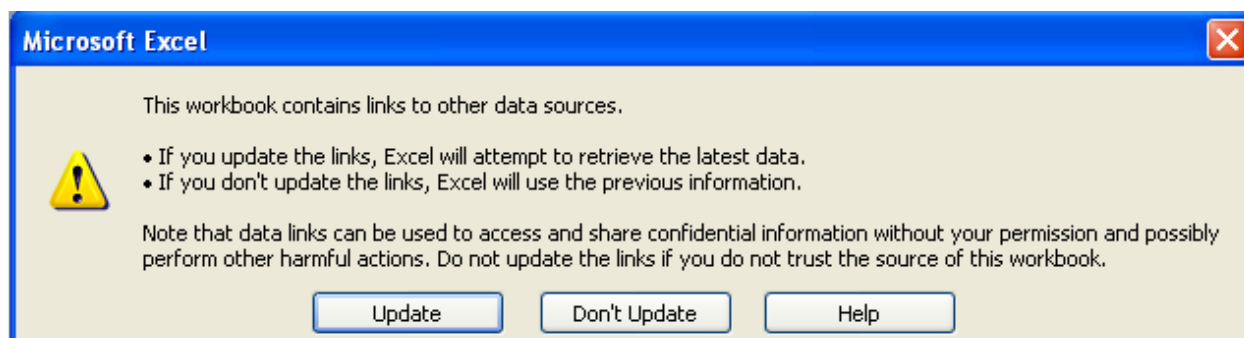 Microsoft Excel
This workbook contains links to other data sources.
• If you update the links, Excel will attempt to retrieve the latest data.
• If you don't update the links, Excel will use the previous information.
Note that data links can be used to access and share confidential information without your permission and possibly
perform other harmful actions. Do not update the links if you do not trust the source of this workbook.
Update Don't Update Help